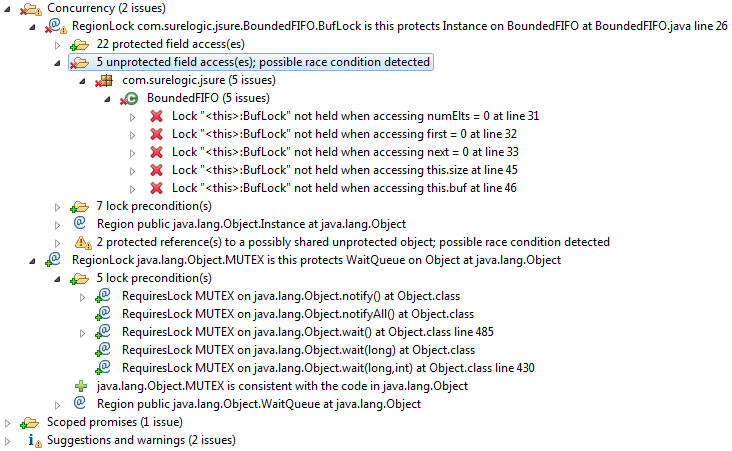 Concurrency (2 issues)
RegionLock com.surelogic.jsure.BoundedFIFO.BufLock is this protects Instance on BoundedFIFO at BoundedFIFO.java line 26
22 protected field access(es)
5 unprotected field access(es); possible race condition detected
com.surelogic.jsure (5 issues)
BoundedFIFO (5 issues)
Lock "<this>:BufLock" not held when accessing numElts = 0 at line 31
Lock "<this>:BufLock" not held when accessing first = 0 at line 32
Lock "<this>:BufLock" not held when accessing next = 0 at line 33
Lock "<this>:BufLock" not held when accessing this.size at line 45
Lock "<this>:BufLock" not held when accessing this.buf at line 46
7 lock precondition(s)
Region public java.lang.Object.Instance at java.lang.Object
2 protected reference(s) to a possibly shared unprotected object; possible race condition detected
RegionLock java.lang.Object.MUTEX is this protects WaitQueue on Object at java.lang.Object
5 lock precondition(s)
RequiresLock MUTEX on java.lang.Object.notify() at Object.class
RequiresLock MUTEX on java.lang.Object.notifyAll() at Object.class
RequiresLock MUTEX on java.lang.Object.wait() at Object.class line 485
RequiresLock MUTEX on java.lang.Object.wait(long) at Object.class
RequiresLock MUTEX on java.lang.Object.wait(long,int) at Object.class line 430
java.lang.Object.MUTEX is consistent with the code in java.lang.Object
Region public java.lang.Object.WaitQueue at java.lang.Object
Scoped promises (1 issue)
Suggestions and warnings (2 issues)